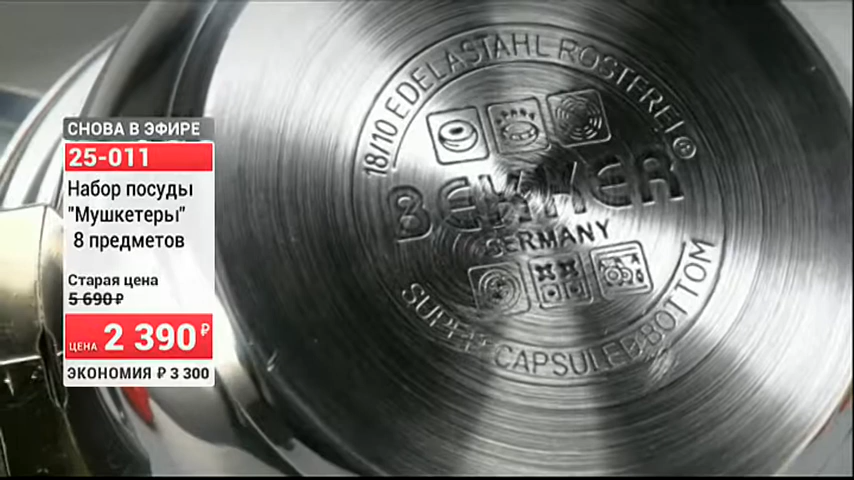 СНОВА В ЭФИРЕ
25-011
Набор посуды
"Мушкетеры"
8 предметов
Старая цена
5 690 ₽
ЦЕНА 2 390 ₽
ЭКОНОМИЯ ₽ 3 300
18/10 EDELASTAHL ROSTFREI ®
BEKKER
GERMANY
SUPER CAPSULED BOTTOM